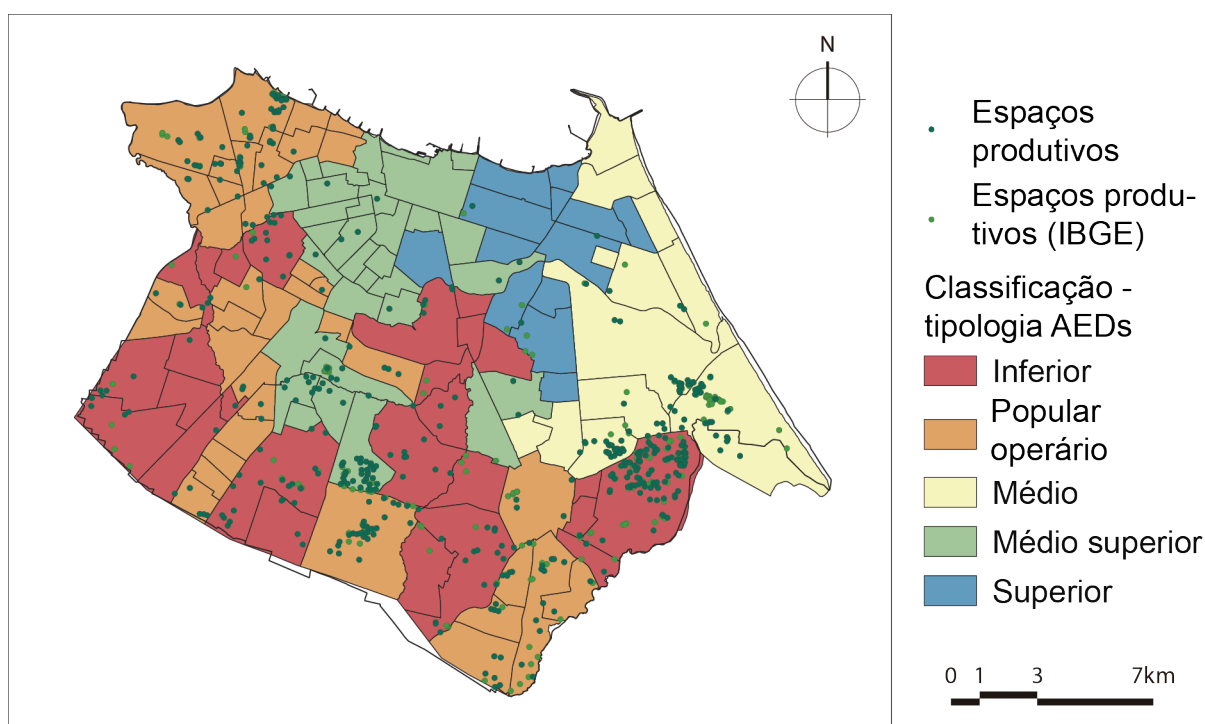 N
Espaços
produtivos
Espaços produ-
tivos (IBGE)
Classificação -
tipologia AEDs
Inferior
Popular
operário
Médio
Médio superior
Superior
0 1 3 7km